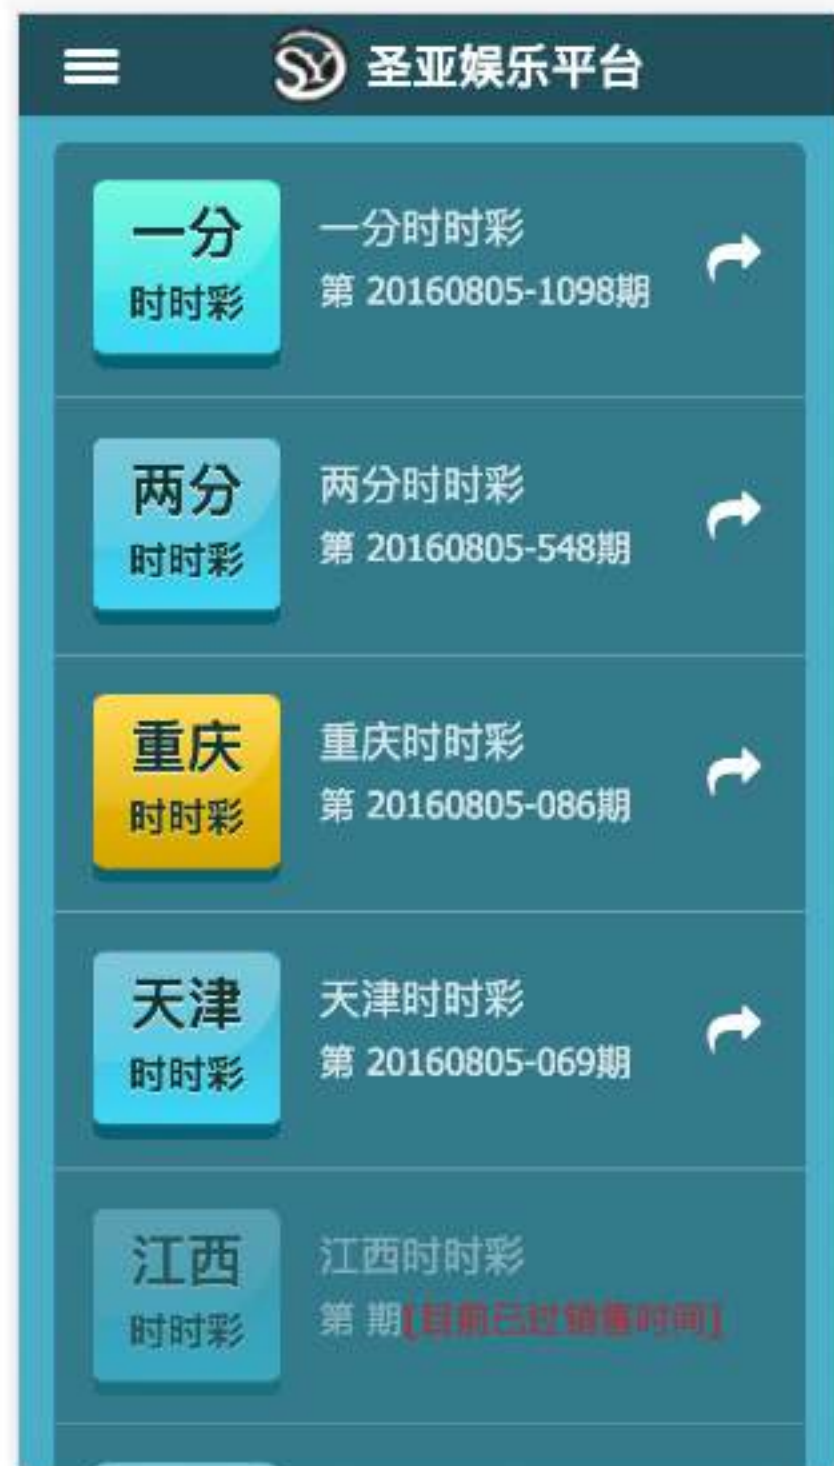 SY 圣亚娱乐平台
一分
时时彩
一分时时彩
第 20160805-1098期
两分
时时彩
两分时时彩
第 20160805-548期
重庆
时时彩
重庆时时彩
第 20160805-086期
天津
时时彩
天津时时彩
第 20160805-069期
江西
时时彩
江西时时彩
第 期[目前已过销售时间]